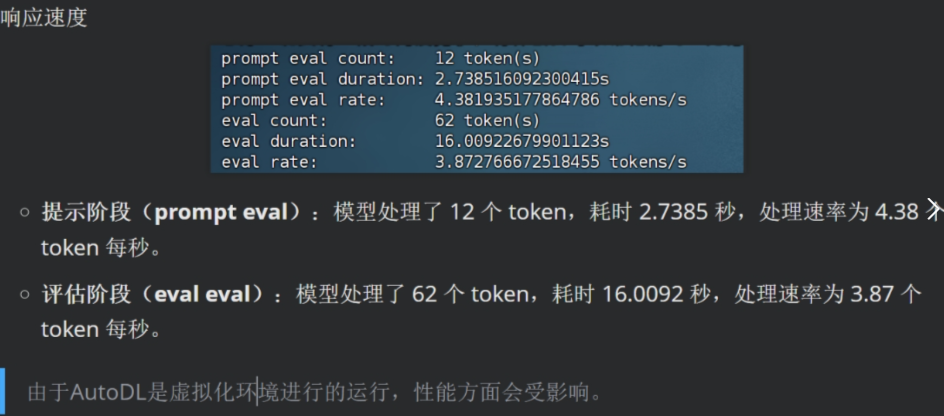 响应速度
prompt eval count: 12 token(s)
prompt eval duration: 2.738516092300415s
prompt eval rate: 4.381935177864786 tokens/s
eval count: 62 token(s)
eval duration: 16.00922679901123s
eval rate: 3.872766672518455 tokens/s
提示阶段（prompt eval）：模型处理了 12 个 token，耗时 2.7385 秒，处理速率为 4.38 个
token 每秒。
评估阶段（eval eval）：模型处理了 62 个 token，耗时 16.0092 秒，处理速率为 3.87 个
token 每秒。
由于AutoDL是虚拟化环境进行的运行，性能方面会受影响。